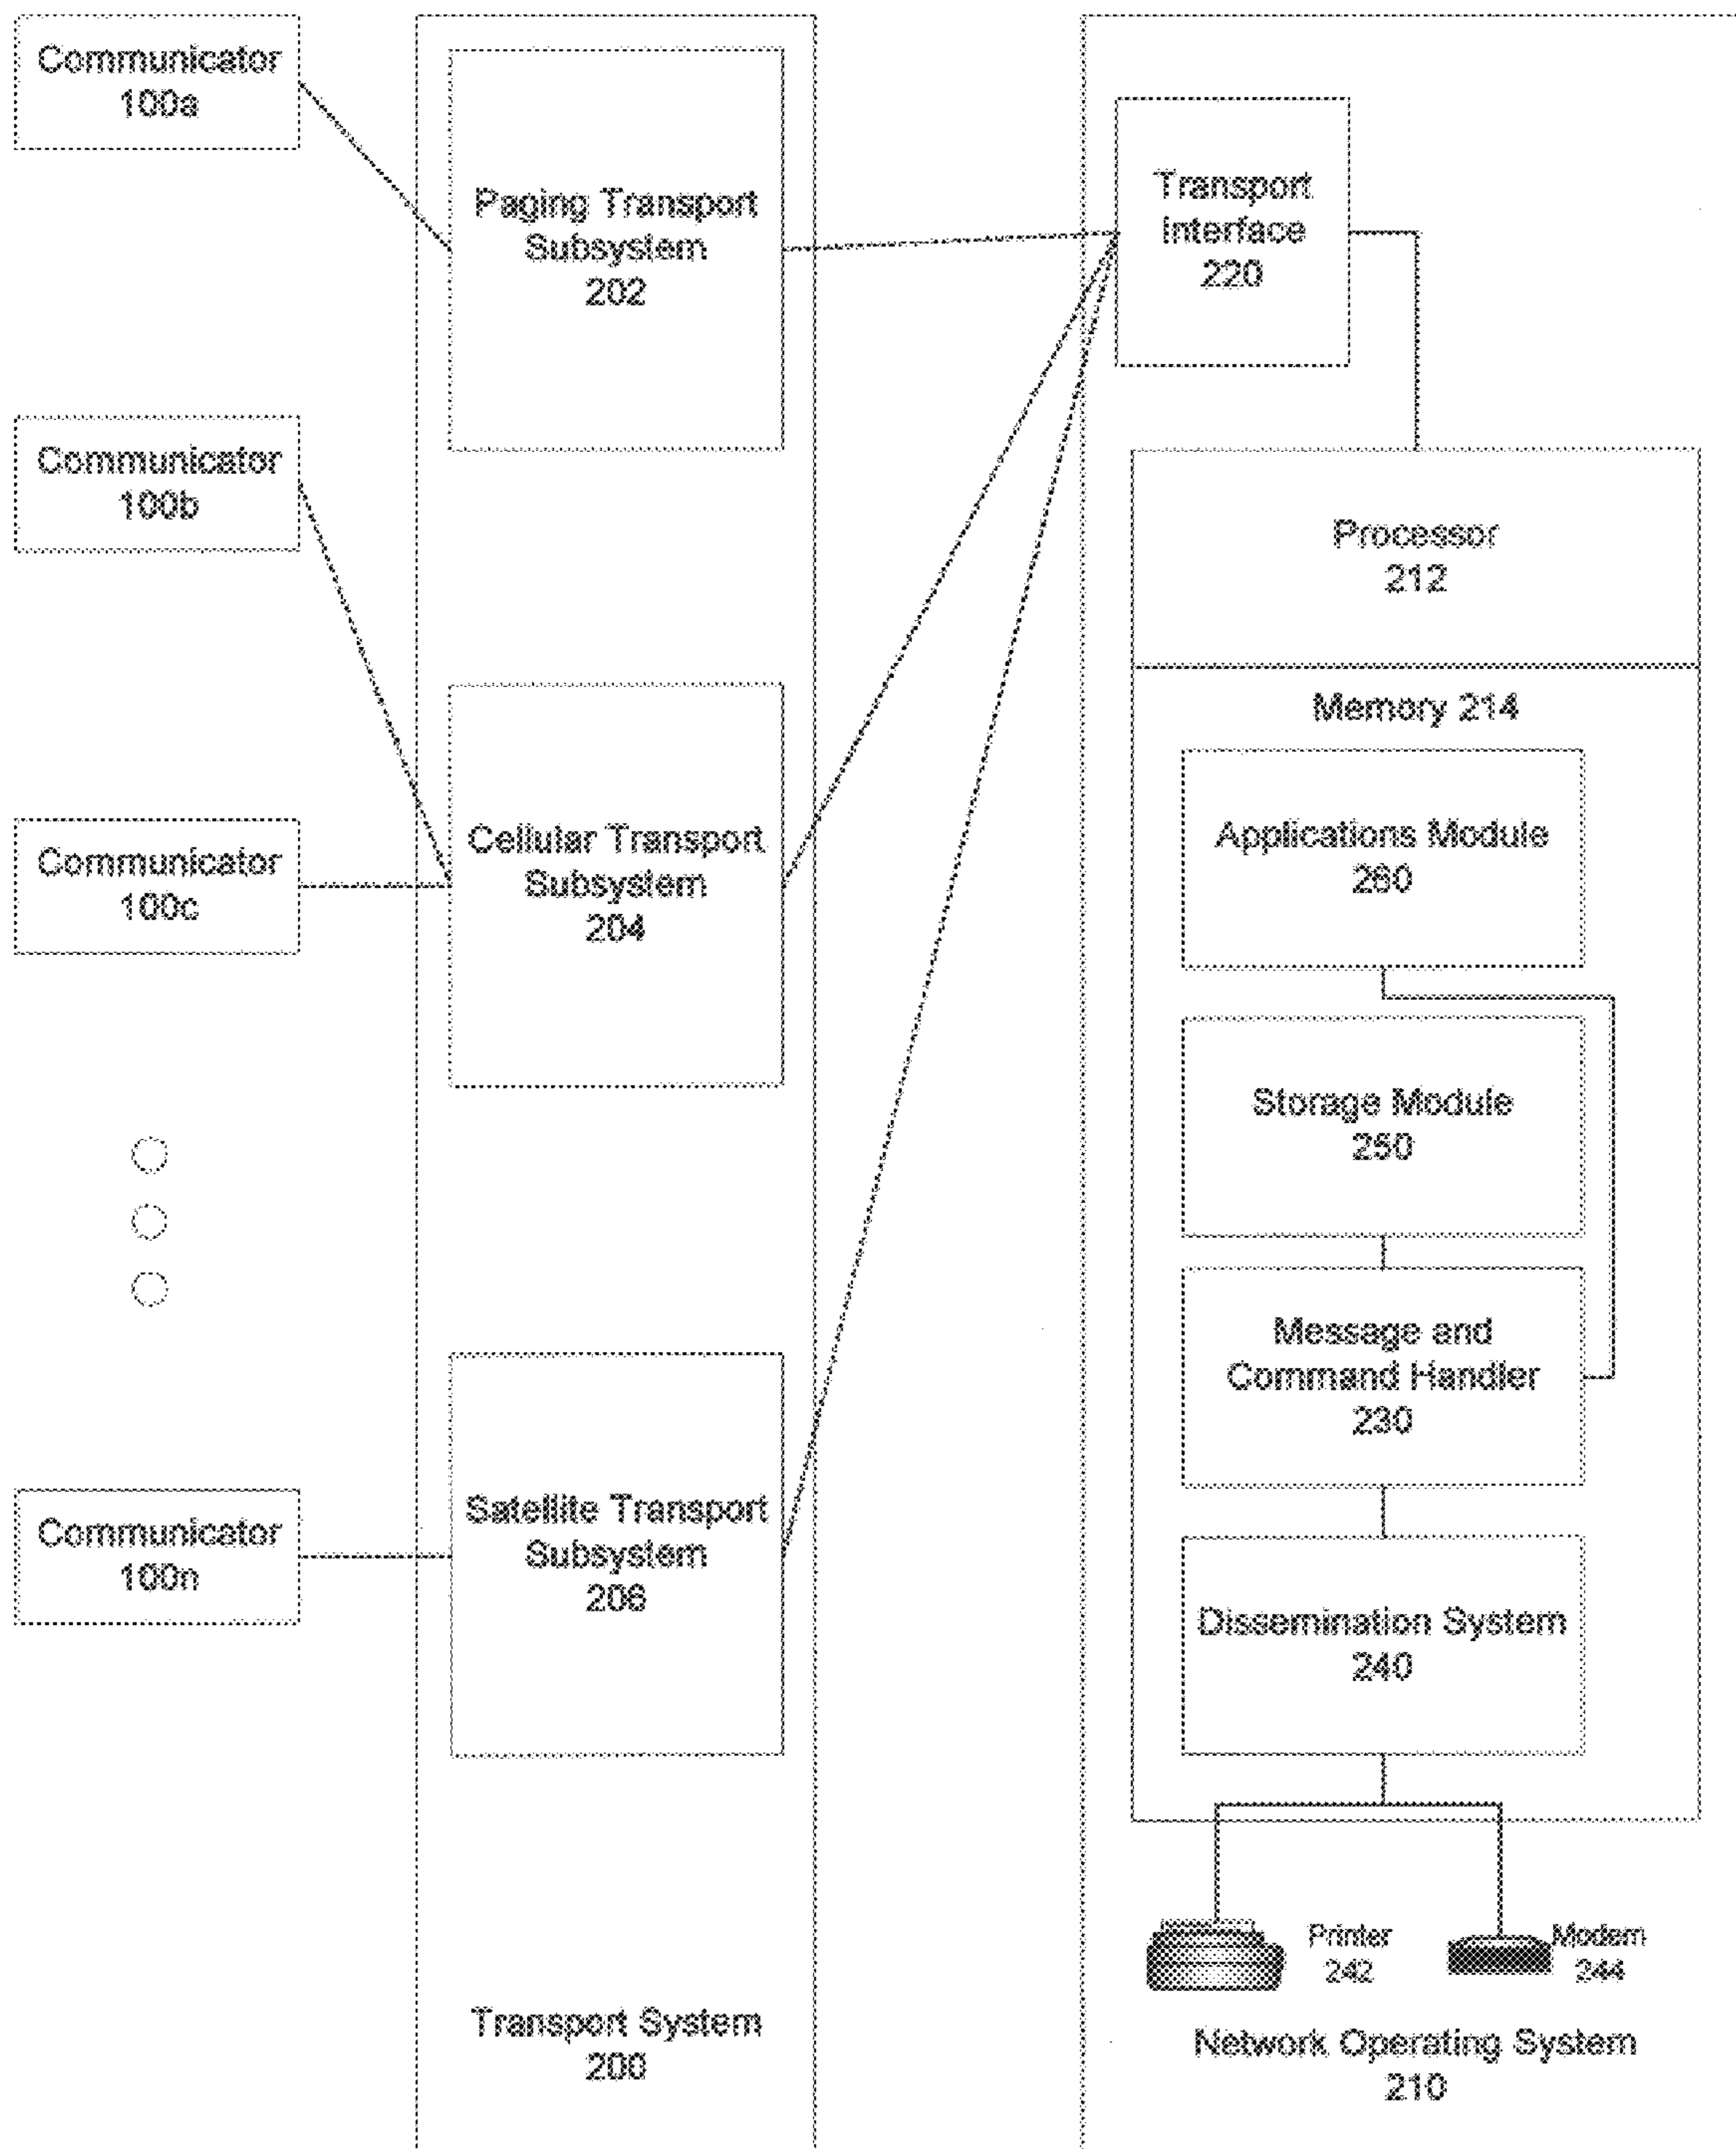 Communicator
100a
Communicator
100b
Communicator
100c
Communicator
100n
Paging Transport
Subsystem
202
Cellular Transport
Subsystem
204
Satellite Transport
Subsystem
206
Transport System
200
Transport
Interface
220
Processor
212
Memory 214
Applications Module
260
Storage Module
250
Message and
Command Handler
230
Dissemination System
240
Printer
242
Modem
244
Network Operating System
210